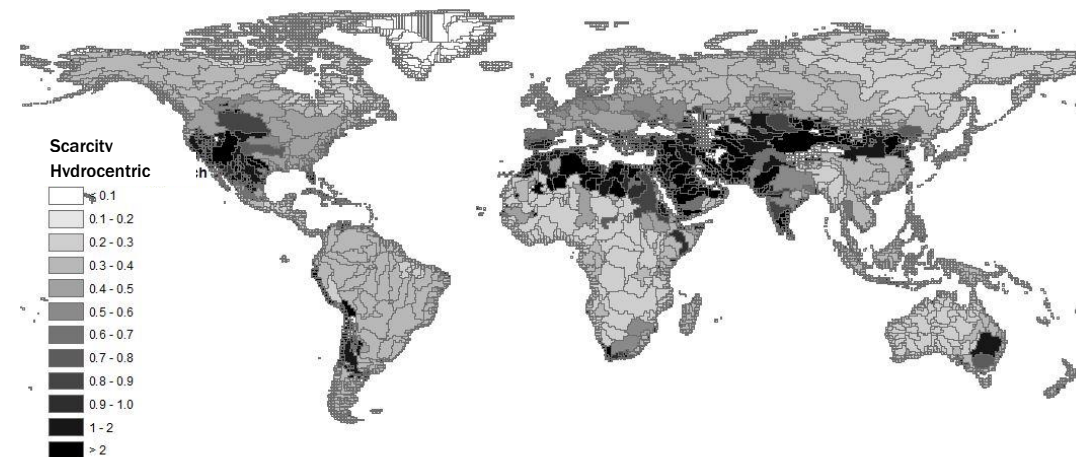 Scarcitv
Hvdrocentric
ch
≤ 0.1
0.1 - 0.2
0.2 - 0.3
0.3 - 0.4
0.4 - 0.5
0.5 - 0.6
0.6 - 0.7
0.7 - 0.8
0.8 - 0.9
0.9 - 1.0
1 - 2
> 2